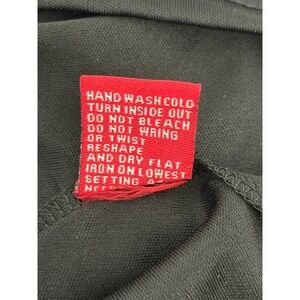 HAND WASH COLD
TURN INSIDE OUT
DO NOT BLEACH
DO NOT WRING
OR TWIST
RESHAPE
AND DRY FLAT
IRON ON LOWEST
SETTING AS